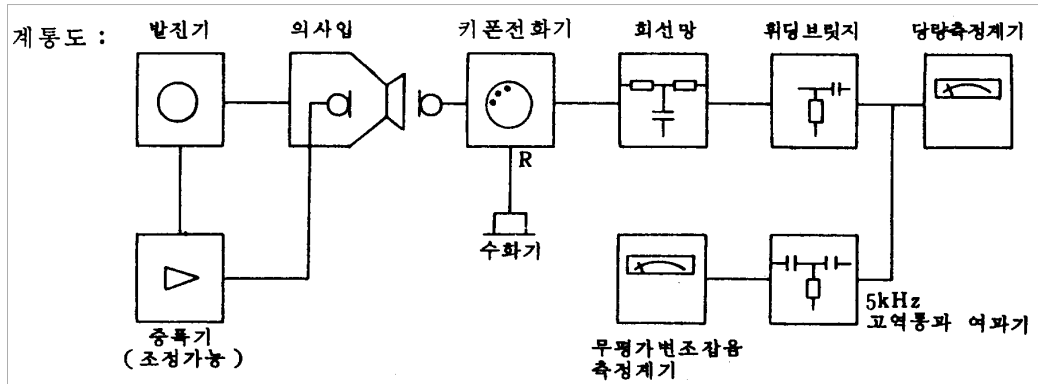 계통도 :
발진기
의사입
키폰전화기
회선망
휘딩브릿지
당량측정계기
R
수화기
5kHz
고역통과 여파기
증폭기
(조정가능)
무평가변조잡음
측정계기